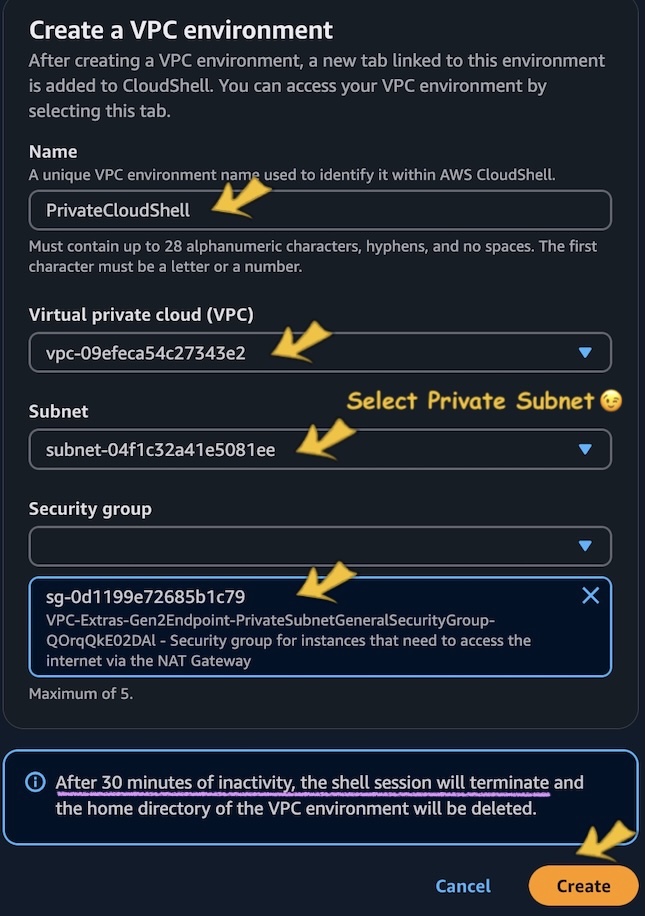 Create a VPC environment
After creating a VPC environment, a new tab linked to this environment
is added to CloudShell. You can access your VPC environment by
selecting this tab.
Name
A unique VPC environment name used to identify it within AWS CloudShell.
PrivateCloudShell
Must contain up to 28 alphanumeric characters, hyphens, and no spaces. The first
character must be a letter or a number.
Virtual private cloud (VPC)
vpc-09efeca54c27343e2
Select Private Subnet😉
Subnet
subnet-04f1c32a41e5081ee
Security group
sg-0d1199e72685b1c79
VPC-Extras-Gen2Endpoint-PrivateSubnetGeneralSecurityGroup-
QOrqQkE02DAl - Security group for instances that need to access the
internet via the NAT Gateway
Maximum of 5.
After 30 minutes of inactivity, the shell session will terminate and
the home directory of the VPC environment will be deleted.
Cancel
Create